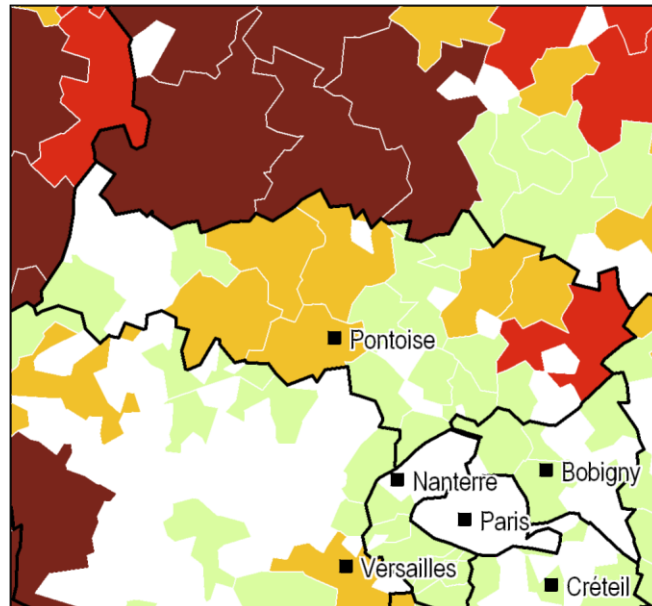 Pontoise
Nanterre
Bobigny
Paris
Versailles
Créteil